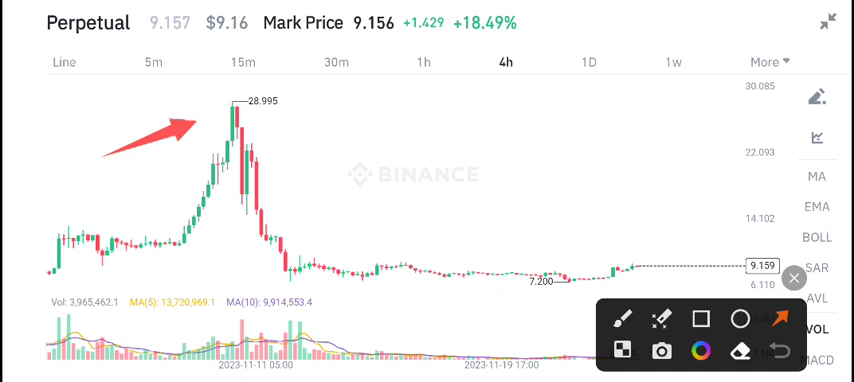 Perpetual 9.157 $9.16 Mark Price 9.156 +1.429 +18.49%
Line 5m 15m 30m 1h 4h 1D 1w More
30.085
28.995
22.093
BINANCE
MA
EMA
14.102
BOLL
9.159
SAR
7.200
6.110
AVL
Vol: 3,965,462.1 MA(5): 13,720,969.1 MA(10): 9,914,553.4
VOL
MACD
2023-11-11 05:00 2023-11-19 17:00